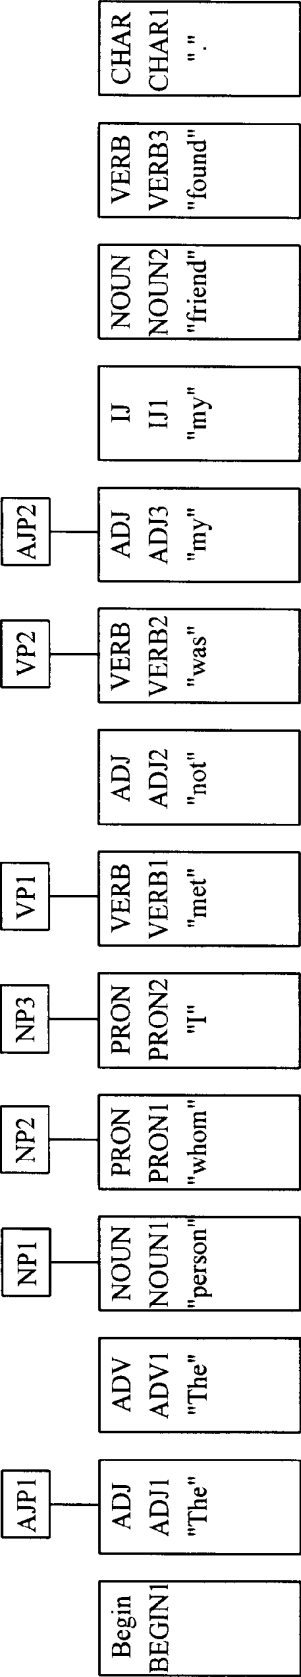 Begin
BEGIN1
AJP1
ADJ
ADJ1
"The"
ADV
ADV1
"The"
NP1
NOUN
NOUN1
"person"
NP2
PRON
PRON1
"whom"
NP3
PRON
PRON2
"I"
VP1
VERB
VERB1
"met"
ADJ
ADJ2
"not"
VP2
VERB
VERB2
"was"
AJP2
ADJ
ADJ3
"my"
IJ
IJ1
"my"
NOUN
NOUN2
"friend"
VERB
VERB3
"found"
CHAR
CHAR1
"."